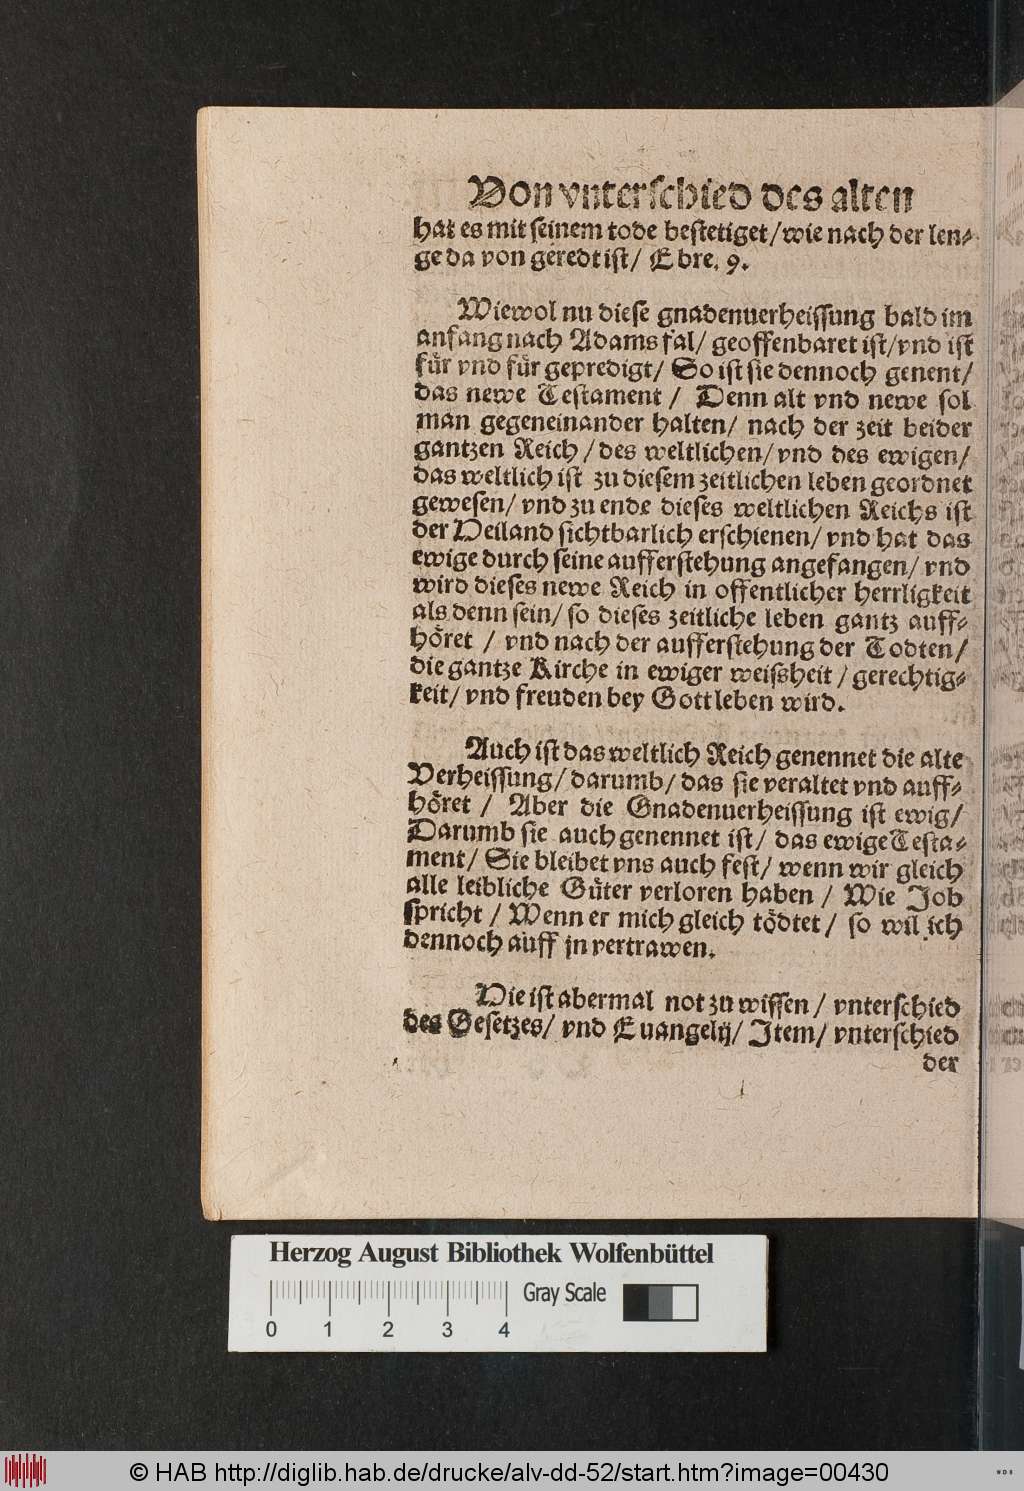 Von vnterschied des alten
hat es mit seinem tode bestetiget/wie nach der len-
ge da von geredt ist/ Ebre. 9.
Wiewol nu diese gnadenuerheissung bald im
anfang nach Adams fal/ geoffenbaret ist/vnd ist
für vnd für gepredigt/ So ist sie dennoch genent/
das newe Testament / Denn alt vnd newe sol
man gegeneinander halten/ nach der zeit beider
gantzen Reich / des weltlichen/ vnd des ewigen/
das weltlich ist zu diesem zeitlichen leben geordnet
gewesen/ vnd zu ende dieses weltlichen Reichs ist
der Heiland sichtbarlich erschienen/ vnd hat das
ewige durch seine aufferstehung angefangen/ vnd
wird dieses newe Reich in offentlicher herrligkeit
als denn sein/ so dieses zeitliche leben gantz auff-
höret / vnd nach der aufferstehung der Todten/
die gantze Kirche in ewiger weißheit / gerechtig-
keit/ vnd freuden bey Gott leben wird.
Auch ist das weltlich Reich genennet die alte
Verheissung/ darumb/ das sie veraltet vnd auff-
höret / Aber die Gnadenuerheissung ist ewig/
Darumb sie auch genennet ist/ das ewige Testa-
ment/ Sie bleibet vns auch fest/ wenn wir gleich
alle leibliche Güter verloren haben / Wie Job
spricht / Wenn er mich gleich tödtet / so wil ich
dennoch auff jn vertrawen.
Hie ist abermal not zu wissen / vnterschied
des Gesetzes/ vnd Euangelij/ Item/ vnterschied
der
Herzog August Bibliothek Wolfenbüttel
Gray Scale
0 1 2 3 4
© HAB http://diglib.hab.de/drucke/alv-dd-52/start.htm?image=00430
WDB